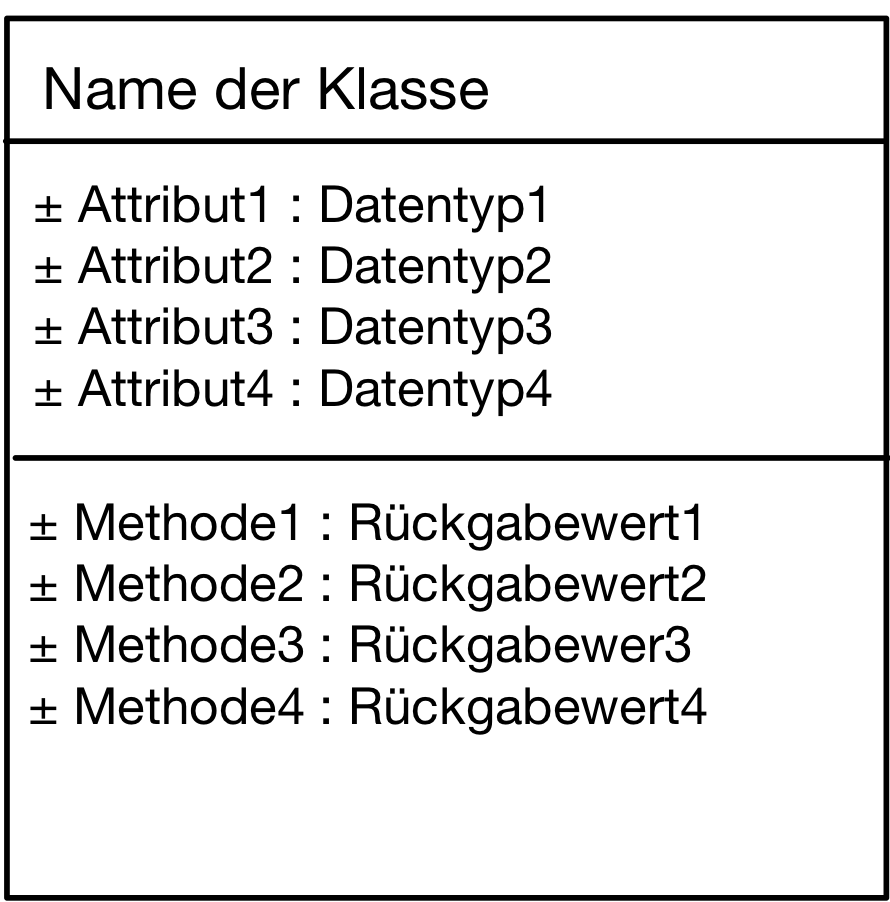 Name der Klasse
± Attribut1 : Datentyp1
± Attribut2 : Datentyp2
± Attribut3 : Datentyp3
± Attribut4 : Datentyp4
± Methode1 : Rückgabewert1
± Methode2 : Rückgabewert2
± Methode3 : Rückgabewer3
± Methode4 : Rückgabewert4